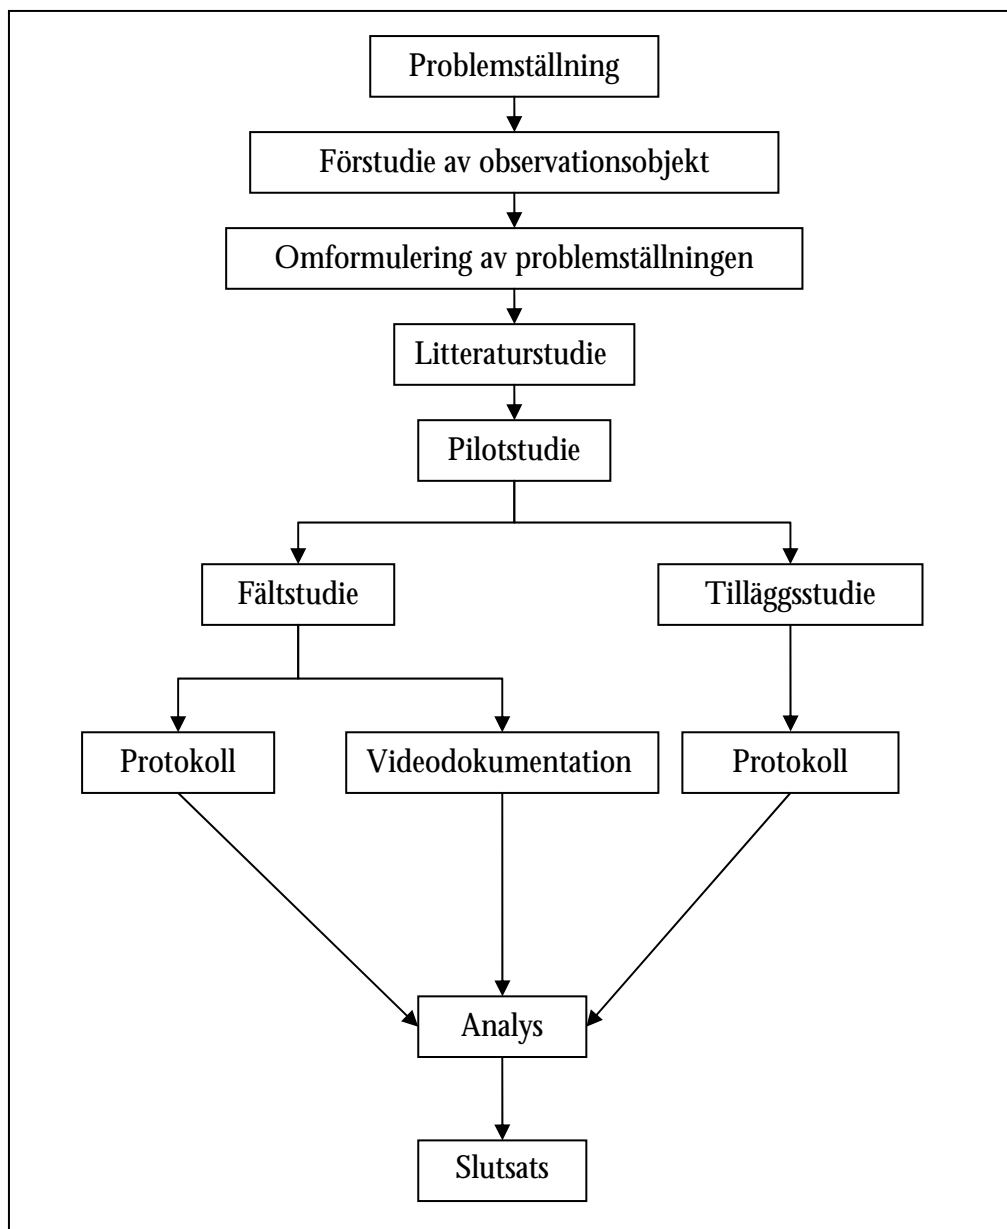 Problemställning
Förstudie av observationsobjekt
Omformulering av problemställningen
Litteraturstudie
Pilotstudie
Fältstudie
Tilläggsstudie
Protokoll
Videodokumentation
Protokoll
Analys
Slutsats